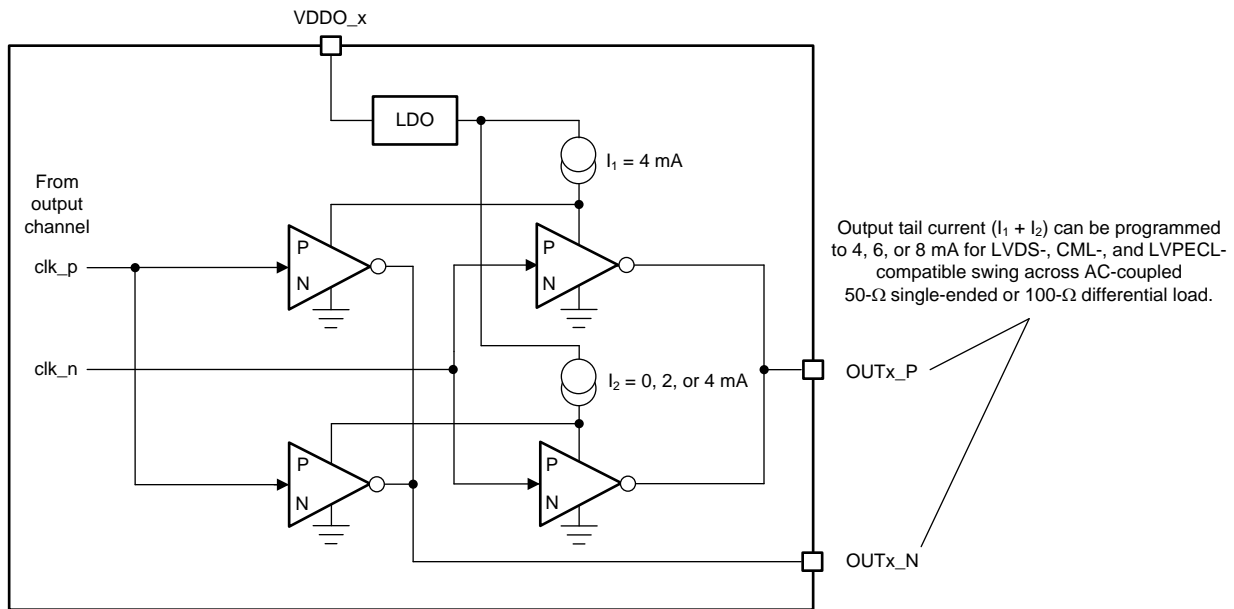 VDDO_x
LDO
I₁ = 4 mA
From
output
channel
P
N
P
N
clk_p
Output tail current (I₁ + I₂) can be programmed
to 4, 6, or 8 mA for LVDS-, CML-, and LVPECL-
compatible swing across AC-coupled
50-Ω single-ended or 100-Ω differential load.
clk_n
I₂ = 0, 2, or 4 mA
OUTx_P
P
N
P
N
OUTx_N